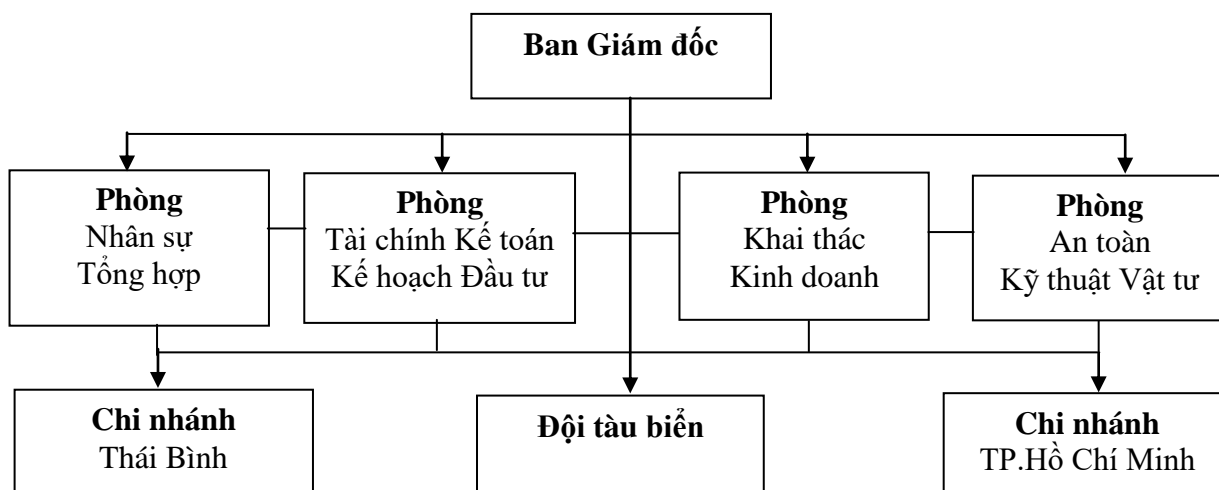 Ban Giám đốc
Phòng
Nhân sự
Tổng hợp
Phòng
Tài chính Kế toán
Kế hoạch Đầu tư
Phòng
Khai thác
Kinh doanh
Phòng
An toàn
Kỹ thuật Vật tư
Chi nhánh
Thái Bình
Đội tàu biển
Chi nhánh
TP.Hồ Chí Minh